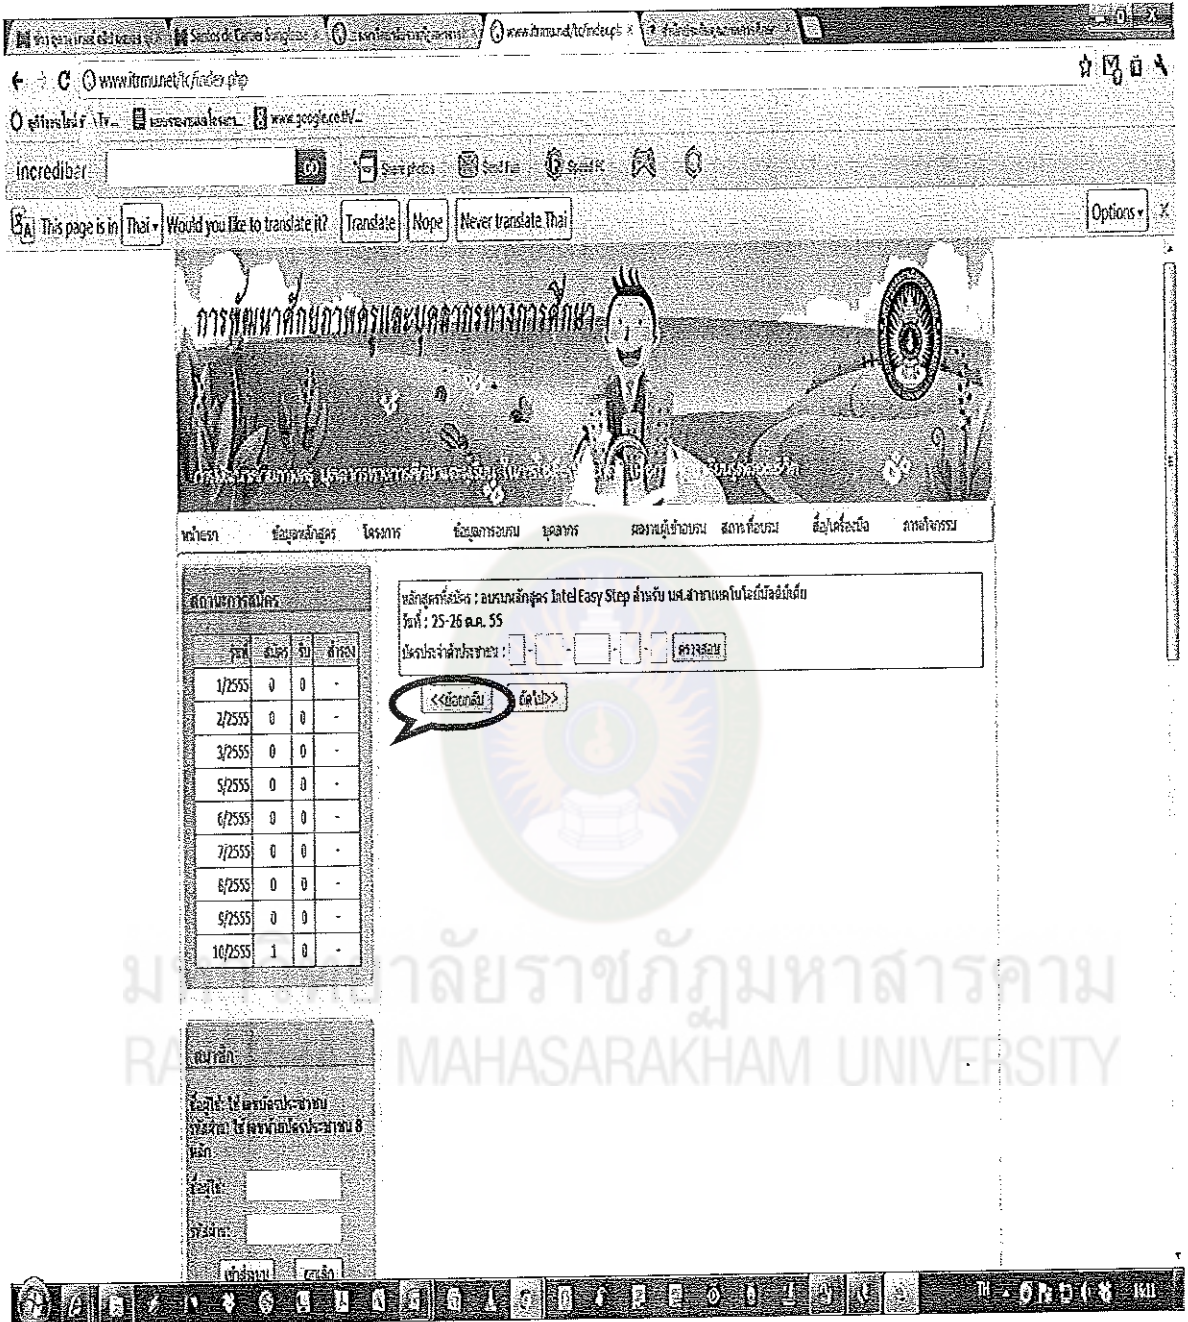 www.itrmu.net/tc/index.php
www.google.co.th/...
incredibar
This page is in Thai Would you like to translate it? Translate Nope Never translate Thai Options
การพัฒนาศักยภาพครูและบุคลากรทางการศึกษา
หน้าแรก ข้อมูลหลักสูตร โครงการ ข้อมูลการอบรม บุคลากร ผลงานผู้เข้าอบรม สถานที่อบรม สื่อ/เครื่องมือ ภาพกิจกรรม
สถานะการสมัคร
รุ่นที่ สมัคร รับ สำรอง
1/2555 0 0 -
2/2555 0 0 -
3/2555 0 0 -
5/2555 0 0 -
6/2555 0 0 -
7/2555 0 0 -
8/2555 0 0 -
9/2555 0 0 -
10/2555 1 0 -
หลักสูตรที่สมัคร : อบรมหลักสูตร Intel Easy Step สำหรับ นศ.สาขาเทคโนโลยีมัลติมีเดีย
วันที่ : 25-26 ต.ค. 55
บัตรประจำตัวประชาชน : - - - - ตรวจสอบ
<<ย้อนกลับ ถัดไป>>
สมาชิก
ชื่อผู้ใช้: ใช้ เลขบัตรประชาชน
รหัสผ่าน: ใช้ เลขท้ายบัตรประชาชน 8
หลัก
ชื่อผู้ใช้:
รหัสผ่าน:
เข้าสู่ระบบ ยกเลิก
มหาวิทยาลัยราชภัฏมหาสารคาม
MAHASARAKHAM UNIVERSITY
TH